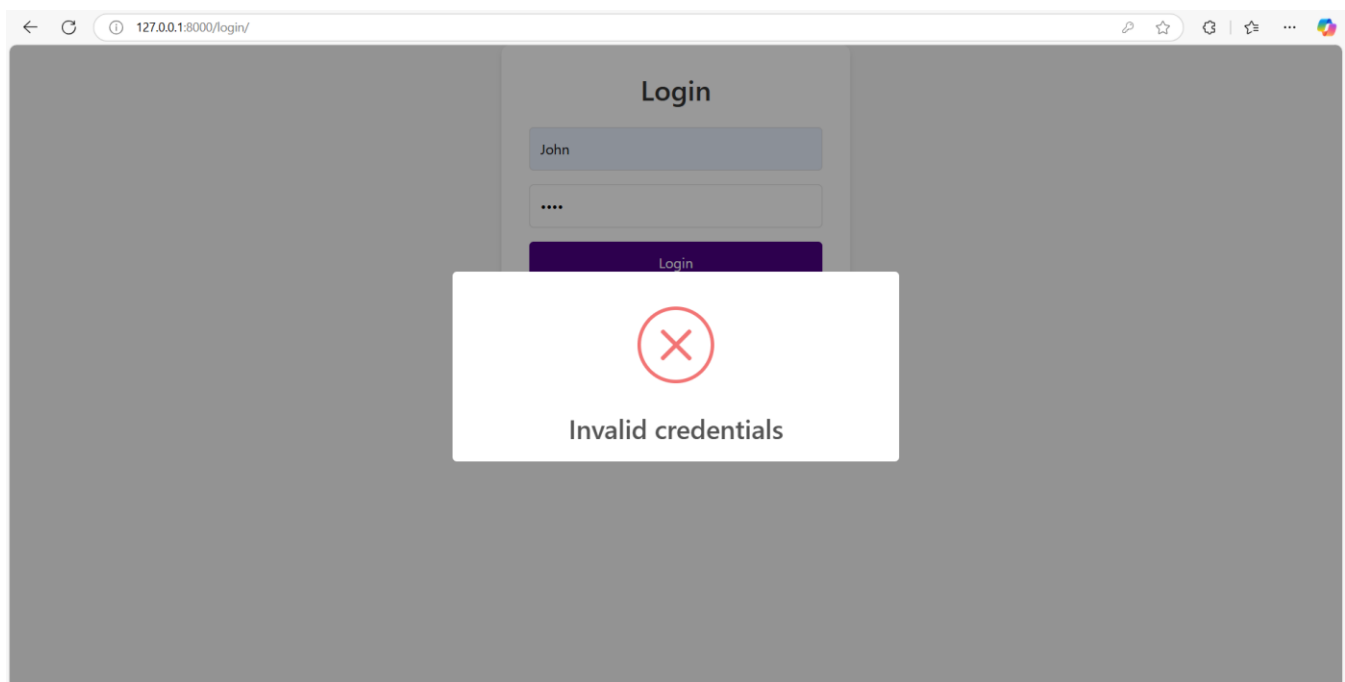 127.0.0.1:8000/login/
Login
John
••••
Login
Invalid credentials